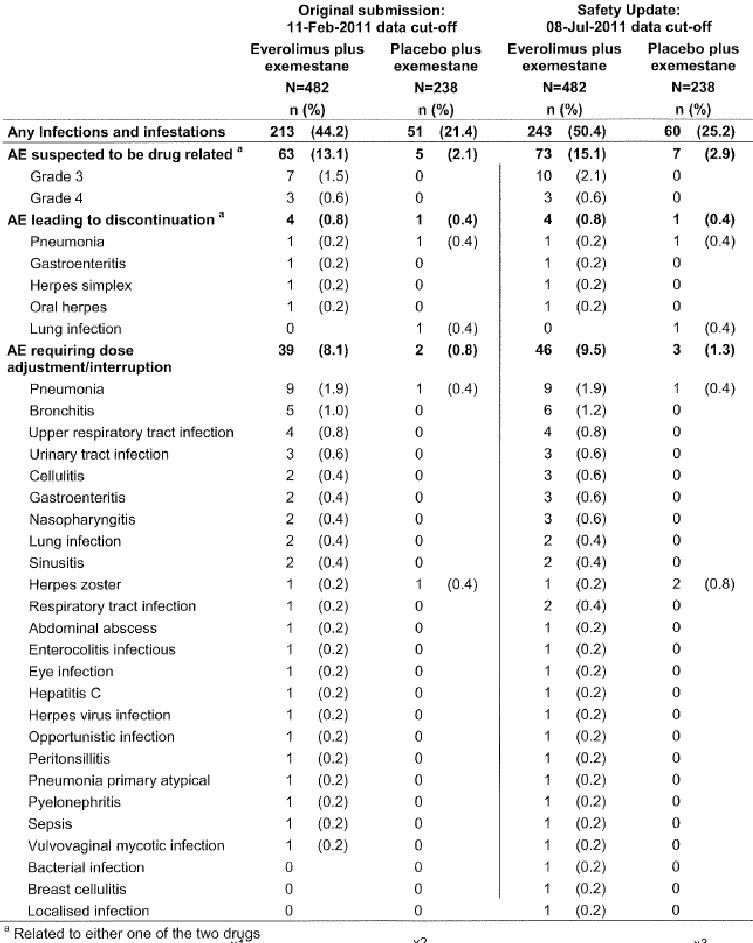 Original submission: Safety Update:
11-Feb-2011 data cut-off 08-Jul-2011 data cut-off
Everolimus plus Placebo plus Everolimus plus Placebo plus
exemestane exemestane exemestane exemestane
N=482 N=238 N=482 N=238
n (%) n (%)
Any Infections and infestations 213 (44.2) 51 (21.4) 243 (50.4) 60 (25.2)
AE suspected to be drug related a 63 (13.1) 5 (2.1) 73 (15.1) 7 (2.9)
Grade 3 7 (1.5) 0 10 (2.1) 0
Grade 4 3 (0.6) 0 3 (0.6) 0
AE leading to discontinuation a 4 (0.8) 1 (0.4) 4 (0.8) 1 (0.4)
Pneumonia 1 (0.2) 1 (0.4) 1 (0.2) 1 (0.4)
Gastroenteritis 1 (0.2) 0 1 (0.2) 0
Herpes simplex 1 (0.2) 0 1 (0.2) 0
Oral herpes 1 (0.2) 0 1 (0.2) 0
Lung infection 0 1 (0.4) 0 1 (0.4)
AE requiring dose 39 (8.1) 2 (0.8) 46 (9.5) 3 (1.3)
adjustment/interruption
Pneumonia 9 (1.9) 1 (0.4) 9 (1.9) 1 (0.4)
Bronchitis 5 (1.0) 0 6 (1.2) 0
Upper respiratory tract infection 4 (0.8) 0 4 (0.8) 0
Urinary tract infection 3 (0.6) 0 3 (0.6) 0
Cellulitis 2 (0.4) 0 3 (0.6) 0
Gastroenteritis 2 (0.4) 0 3 (0.6) 0
Nasopharyngitis 2 (0.4) 0 3 (0.6) 0
Lung infection 2 (0.4) 0 2 (0.4) 0
Sinusitis 2 (0.4) 0 2 (0.4) 0
Herpes zoster 1 (0.2) 1 (0.4) 1 (0.2) 2 (0.8)
Respiratory tract infection 1 (0.2) 0 2 (0.4) 0
Abdominal abscess 1 (0.2) 0 1 (0.2) 0
Enterocolitis infectious 1 (0.2) 0 1 (0.2) 0
Eye infection 1 (0.2) 0 1 (0.2) 0
Hepatitis C 1 (0.2) 0 1 (0.2) 0
Herpes virus infection 1 (0.2) 0 1 (0.2) 0
Opportunistic infection 1 (0.2) 0 1 (0.2) 0
Peritonsillitis 1 (0.2) 0 1 (0.2) 0
Pneumonia primary atypical 1 (0.2) 0 1 (0.2) 0
Pyelonephritis 1 (0.2) 0 1 (0.2) 0
Sepsis 1 (0.2) 0 1 (0.2) 0
Vulvovaginal mycotic infection 1 (0.2) 0 1 (0.2) 0
Bacterial infection 0 0 1 (0.2) 0
Breast cellulitis 0 0 1 (0.2) 0
Localised infection 0 0 1 (0.2) 0
a Related to either one of the two drugs